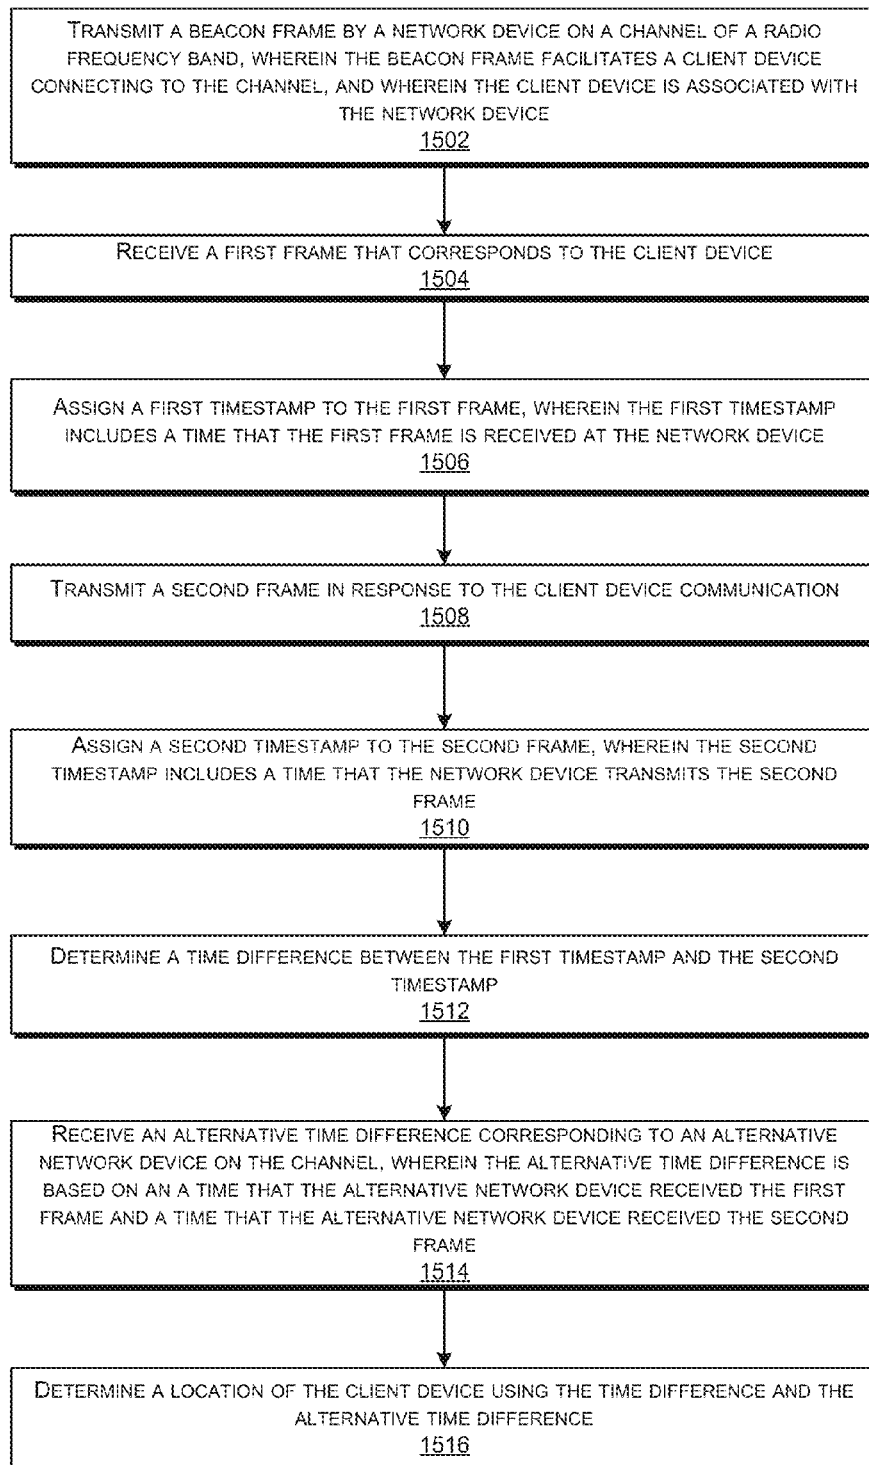 TRANSMIT A BEACON FRAME BY A NETWORK DEVICE ON A CHANNEL OF A RADIO
FREQUENCY BAND, WHEREIN THE BEACON FRAME FACILITATES A CLIENT DEVICE
CONNECTING TO THE CHANNEL, AND WHEREIN THE CLIENT DEVICE IS ASSOCIATED WITH
THE NETWORK DEVICE
1502
RECEIVE A FIRST FRAME THAT CORRESPONDS TO THE CLIENT DEVICE
1504
ASSIGN A FIRST TIMESTAMP TO THE FIRST FRAME, WHEREIN THE FIRST TIMESTAMP
INCLUDES A TIME THAT THE FIRST FRAME IS RECEIVED AT THE NETWORK DEVICE
1506
TRANSMIT A SECOND FRAME IN RESPONSE TO THE CLIENT DEVICE COMMUNICATION
1508
ASSIGN A SECOND TIMESTAMP TO THE SECOND FRAME, WHEREIN THE SECOND
TIMESTAMP INCLUDES A TIME THAT THE NETWORK DEVICE TRANSMITS THE SECOND
FRAME
1510
DETERMINE A TIME DIFFERENCE BETWEEN THE FIRST TIMESTAMP AND THE SECOND
TIMESTAMP
1512
RECEIVE AN ALTERNATIVE TIME DIFFERENCE CORRESPONDING TO AN ALTERNATIVE
NETWORK DEVICE ON THE CHANNEL, WHEREIN THE ALTERNATIVE TIME DIFFERENCE IS
BASED ON AN A TIME THAT THE ALTERNATIVE NETWORK DEVICE RECEIVED THE FIRST
FRAME AND A TIME THAT THE ALTERNATIVE NETWORK DEVICE RECEIVED THE SECOND
FRAME
1514
DETERMINE A LOCATION OF THE CLIENT DEVICE USING THE TIME DIFFERENCE AND THE
ALTERNATIVE TIME DIFFERENCE
1516